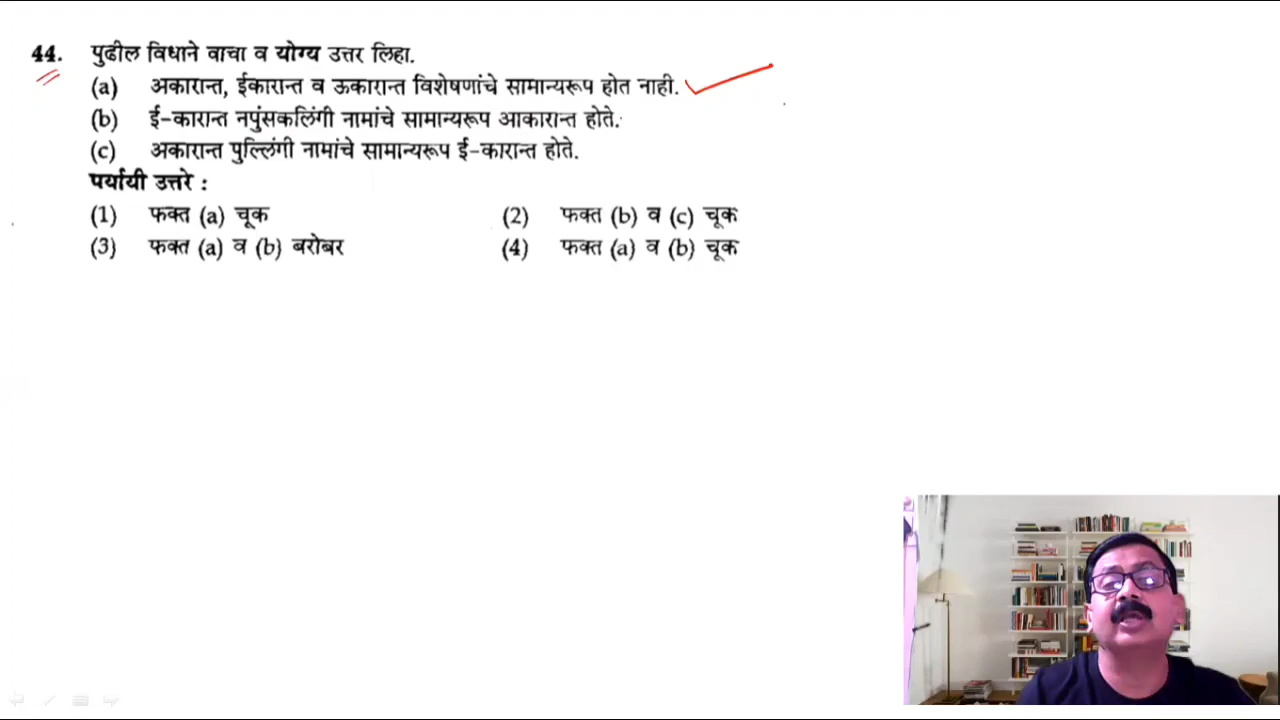 44. पुढील विधाने वाचा व योग्य उत्तर लिहा.
(a) अकारान्त, ईकारान्त व ऊकारान्त विशेषणांचे सामान्यरूप होत नाही.
(b) ई-कारान्त नपुंसकलिंगी नामांचे सामान्यरूप आकारान्त होते.
(c) अकारान्त पुल्लिंगी नामांचे सामान्यरूप ई-कारान्त होते.
पर्यायी उत्तरे :
(1) फक्त (a) चूक (2) फक्त (b) व (c) चूक
(3) फक्त (a) व (b) बरोबर (4) फक्त (a) व (b) चूक